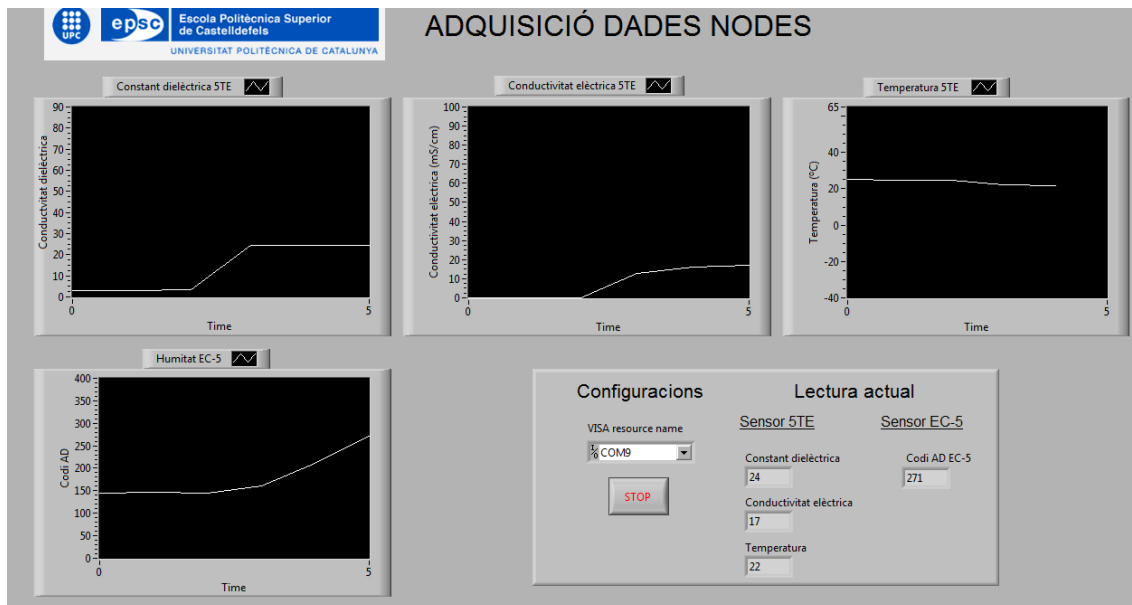 UPC
epsc
Escola Politècnica Superior
de Castelldefels
UNIVERSITAT POLITÈCNICA DE CATALUNYA
ADQUISICIÓ DADES NODES
Constant dielèctrica 5TE
Conductvitat dielèctrica
90
80
70
60
50
40
30
20
10
0
0
5
Time
Conductivitat elèctrica 5TE
Conductivitat elèctrica (mS/cm)
100
90
80
70
60
50
40
30
20
10
0
0
5
Time
Temperatura 5TE
Temperatura (ºC)
65
40
20
0
-20
-40
0
5
Time
Humitat EC-5
Codi AD
400
350
300
250
200
150
100
50
0
0
5
Time
Configuracions
VISA resource name
I/O COM9
STOP
Lectura actual
Sensor 5TE
Constant dielèctrica
24
Conductivitat elèctrica
17
Temperatura
22
Sensor EC-5
Codi AD EC-5
271